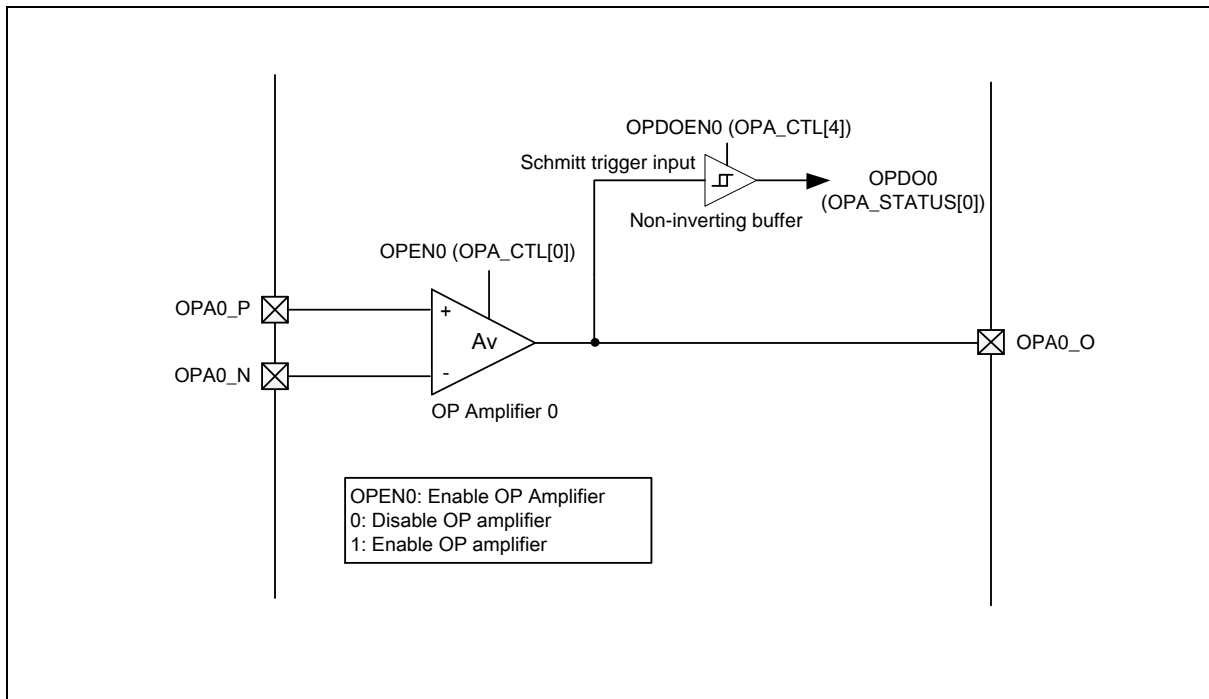 OPDOEN0 (OPA_CTL[4])
Schmitt trigger input
OPDO0
(OPA_STATUS[0])
Non-inverting buffer
OPEN0 (OPA_CTL[0])
OPA0_P
+
Av
OPA0_O
OPA0_N
-
OP Amplifier 0
OPEN0: Enable OP Amplifier
0: Disable OP amplifier
1: Enable OP amplifier